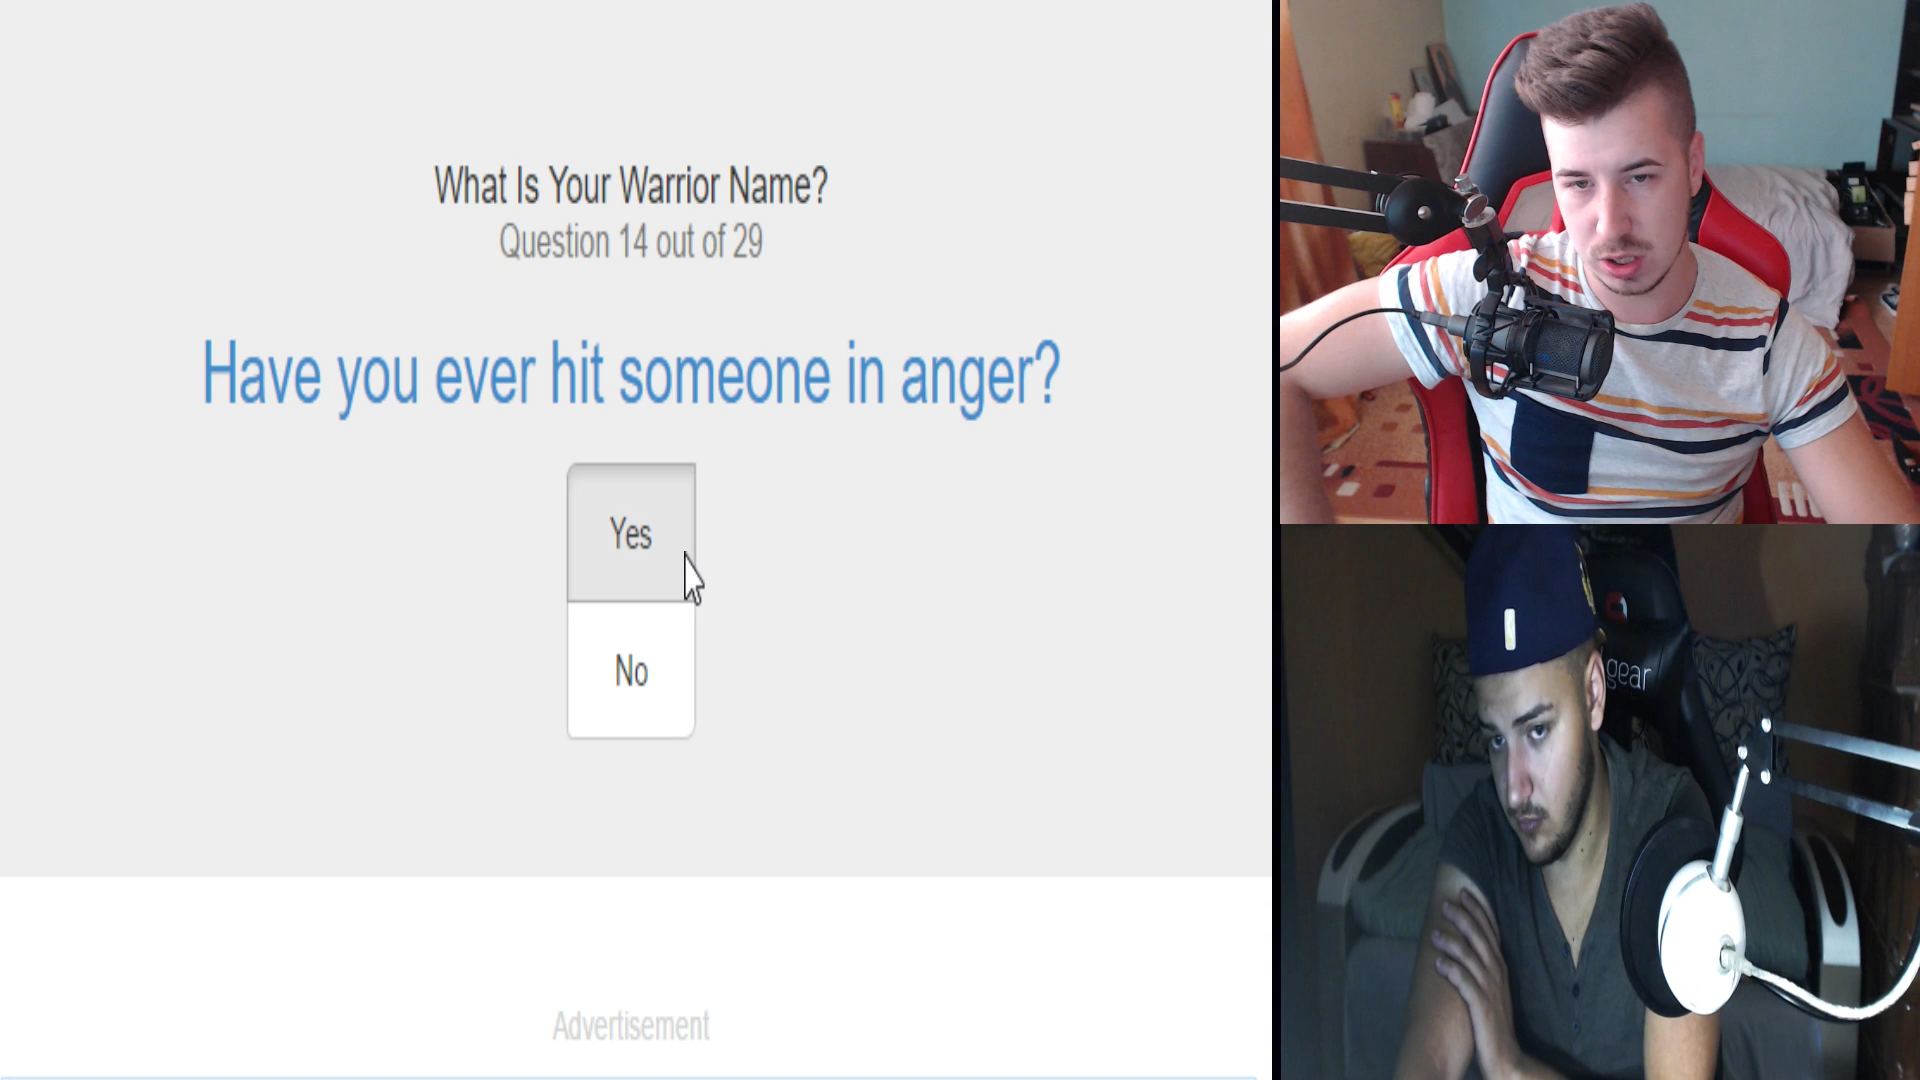 What Is Your Warrior Name?
Question 14 out of 29
Have you ever hit someone in anger?
Yes
No
Advertisement
gear